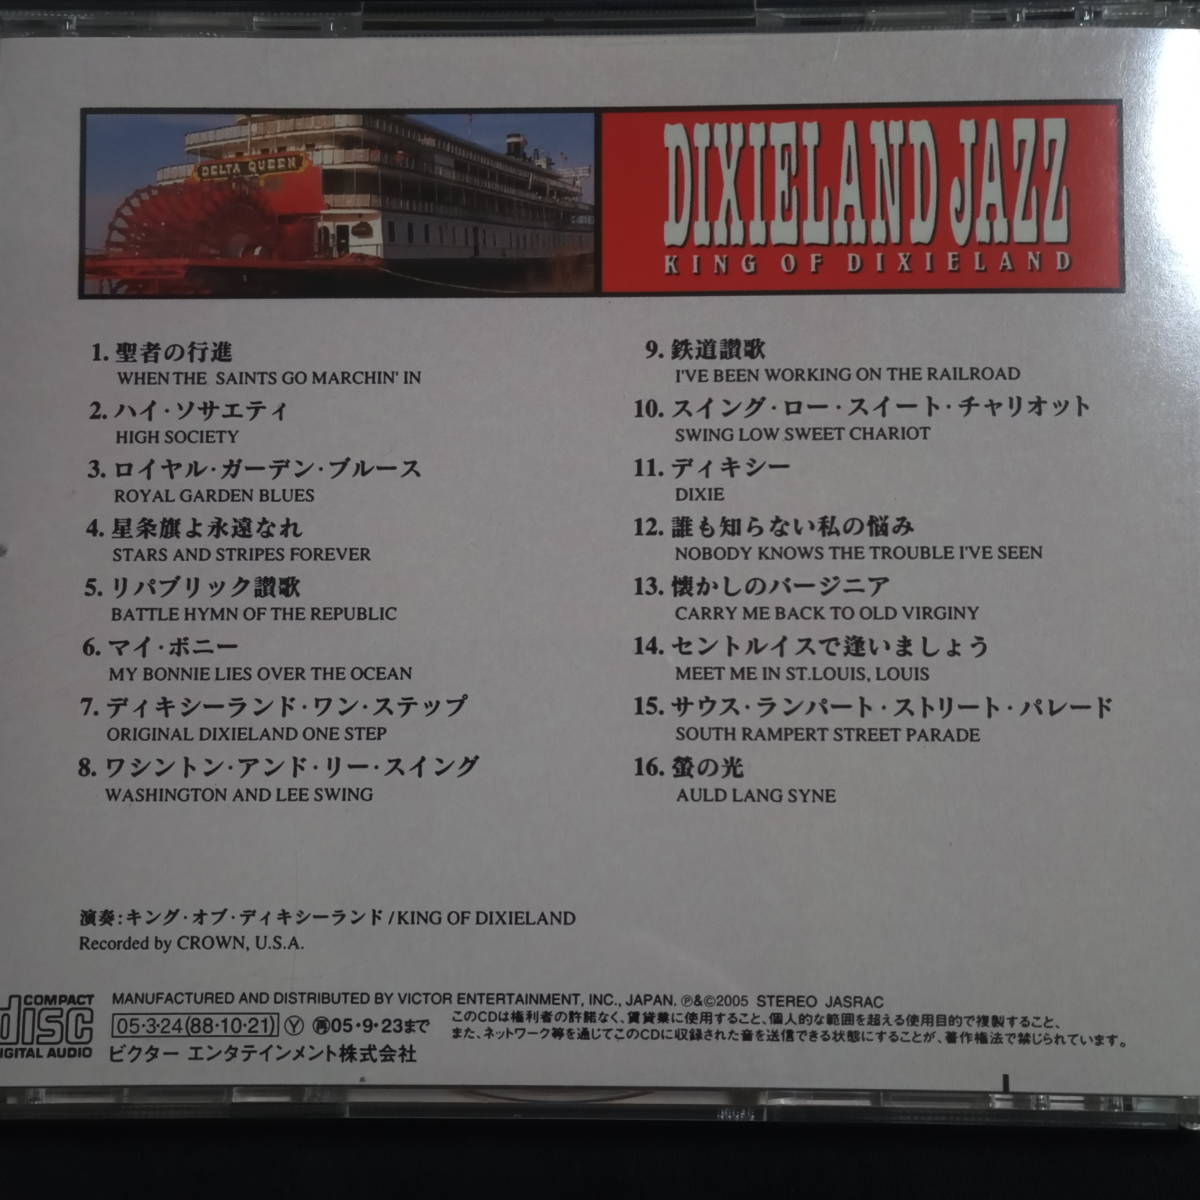 DELTA QUEEN
DIXIELAND JAZZ
KING OF DIXIELAND
1. 聖者の行進
WHEN THE SAINTS GO MARCHIN' IN
2. ハイ・ソサエティ
HIGH SOCIETY
3. ロイヤル・ガーデン・ブルース
ROYAL GARDEN BLUES
4. 星条旗よ永遠なれ
STARS AND STRIPES FOREVER
5. リパブリック讃歌
BATTLE HYMN OF THE REPUBLIC
6. マイ・ボニー
MY BONNIE LIES OVER THE OCEAN
7. ディキシーランド・ワン・ステップ
ORIGINAL DIXIELAND ONE STEP
8. ワシントン・アンド・リー・スイング
WASHINGTON AND LEE SWING
9. 鉄道讃歌
I'VE BEEN WORKING ON THE RAILROAD
10. スイング・ロー・スイート・チャリオット
SWING LOW SWEET CHARIOT
11. ディキシー
DIXIE
12. 誰も知らない私の悩み
NOBODY KNOWS THE TROUBLE I'VE SEEN
13. 懐かしのバージニア
CARRY ME BACK TO OLD VIRGINY
14. セントルイスで逢いましょう
MEET ME IN ST.LOUIS, LOUIS
15. サウス・ランパート・ストリート・パレード
SOUTH RAMPERT STREET PARADE
16. 螢の光
AULD LANG SYNE
演奏:キング・オブ・ディキシーランド/KING OF DIXIELAND
Recorded by CROWN, U.S.A.
COMPACT
disc
DIGITAL AUDIO
MANUFACTURED AND DISTRIBUTED BY VICTOR ENTERTAINMENT, INC., JAPAN. ℗&©2005 STEREO JASRAC
05・3・24(88・10・21) Ⓨ 再05・9・23まで
ビクター エンタテインメント株式会社
このCDは権利者の許諾なく、賃貸業に使用すること、個人的な範囲を超える使用目的で複製すること、
また、ネットワーク等を通じてこのCDに収録された音を送信できる状態にすることが、著作権法で禁じられています。